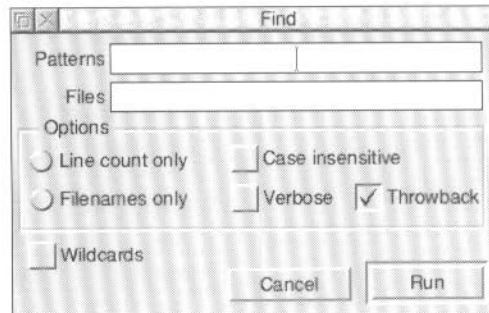 Find
Patterns
Files
Options
Line count only
Case insensitive
Filenames only
Verbose
Throwback
Wildcards
Cancel
Run